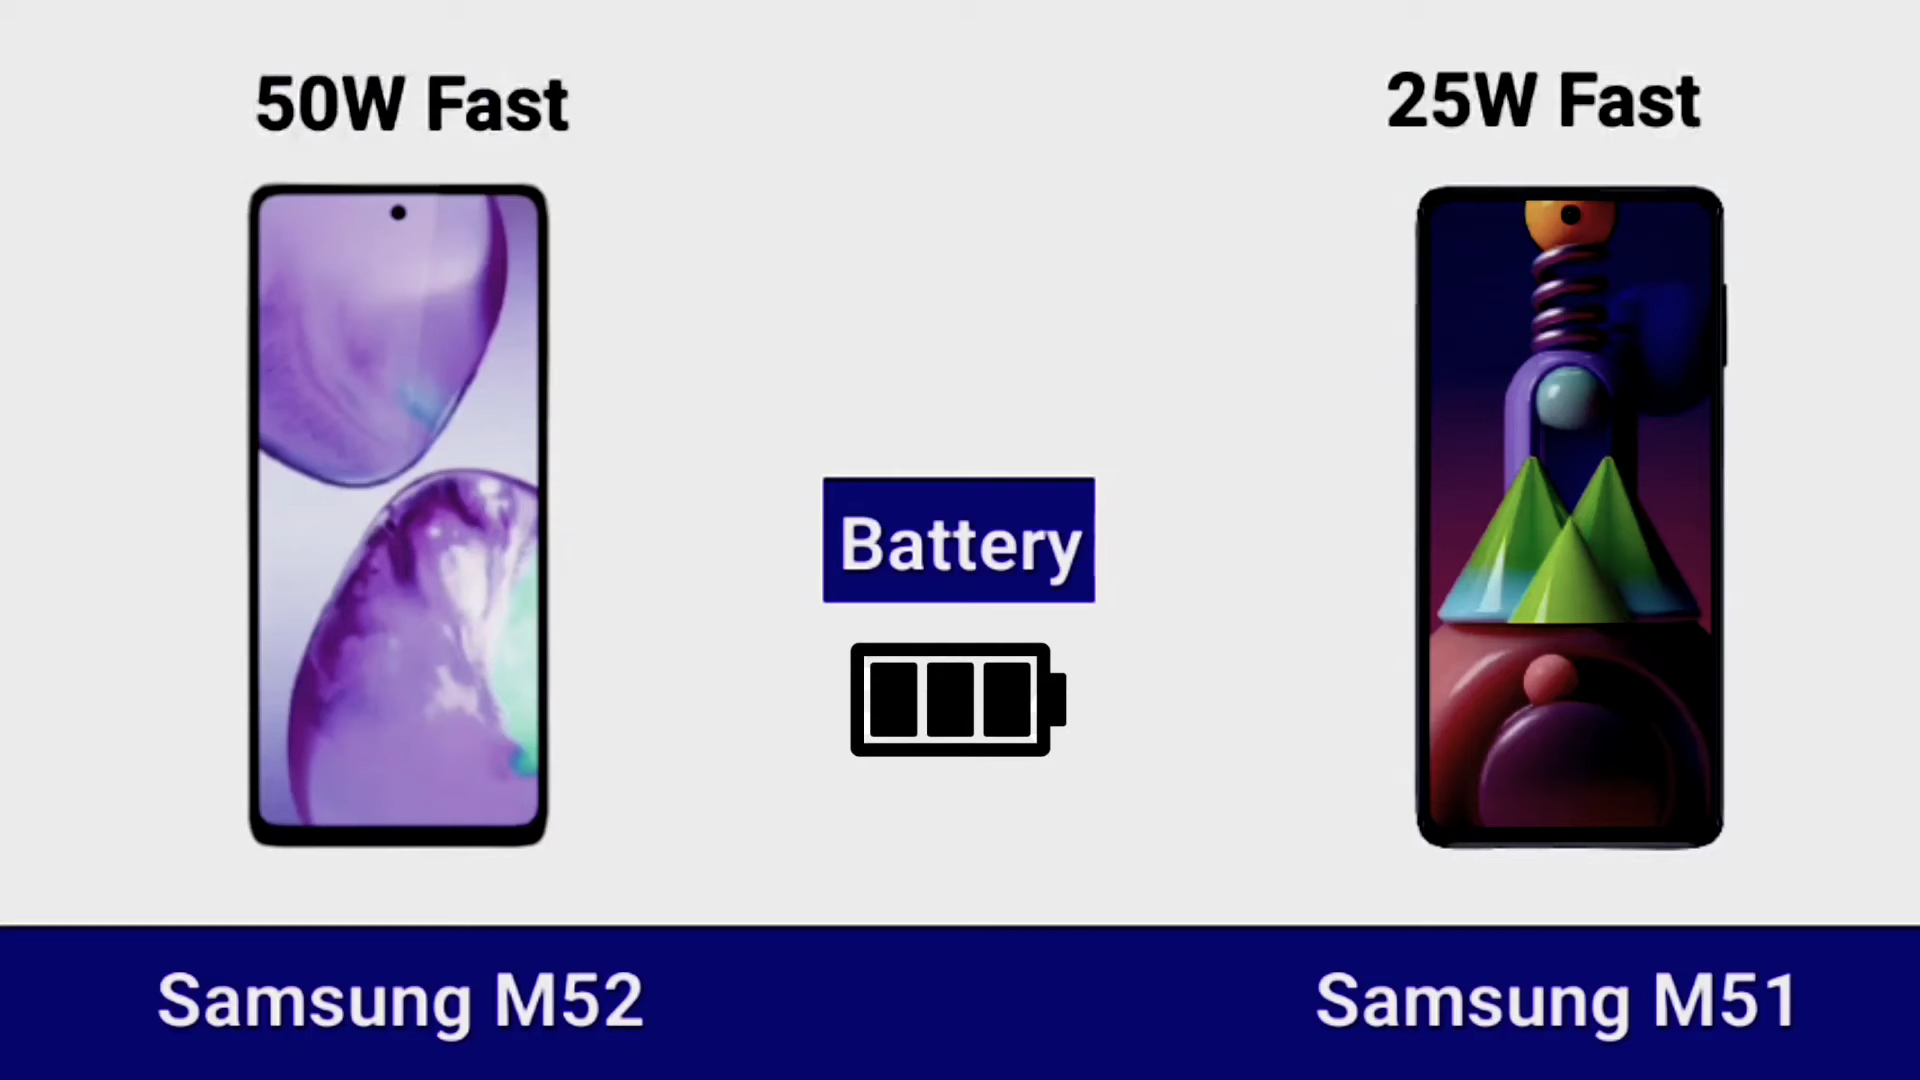 50W Fast
25W Fast
Battery
Samsung M52
Samsung M51